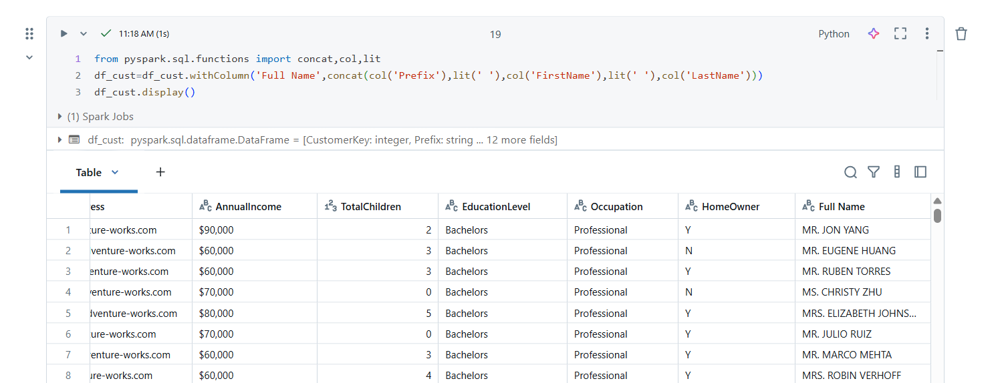 11:18 AM (1s)
19
Python
1 from pyspark.sql.functions import concat,col,lit
2 df_cust=df_cust.withColumn('Full Name',concat(col('Prefix'),lit(' '),col('FirstName'),lit(' '),col('LastName')))
3 df_cust.display()
(1) Spark Jobs
df_cust: pyspark.sql.dataframe.DataFrame = [CustomerKey: integer, Prefix: string ... 12 more fields]
Table
+
ess ABC AnnualIncome 123 TotalChildren ABC EducationLevel ABC Occupation ABC HomeOwner ABC Full Name
1 ture-works.com $90,000 2 Bachelors Professional Y MR. JON YANG
2 venture-works.com $60,000 3 Bachelors Professional N MR. EUGENE HUANG
3 enture-works.com $60,000 3 Bachelors Professional Y MR. RUBEN TORRES
4 venture-works.com $70,000 0 Bachelors Professional N MS. CHRISTY ZHU
5 dventure-works.com $80,000 5 Bachelors Professional Y MRS. ELIZABETH JOHNS...
6 ure-works.com $70,000 0 Bachelors Professional Y MR. JULIO RUIZ
7 enture-works.com $60,000 3 Bachelors Professional Y MR. MARCO MEHTA
8 ure-works.com $60,000 4 Bachelors Professional Y MRS. ROBIN VERHOFF